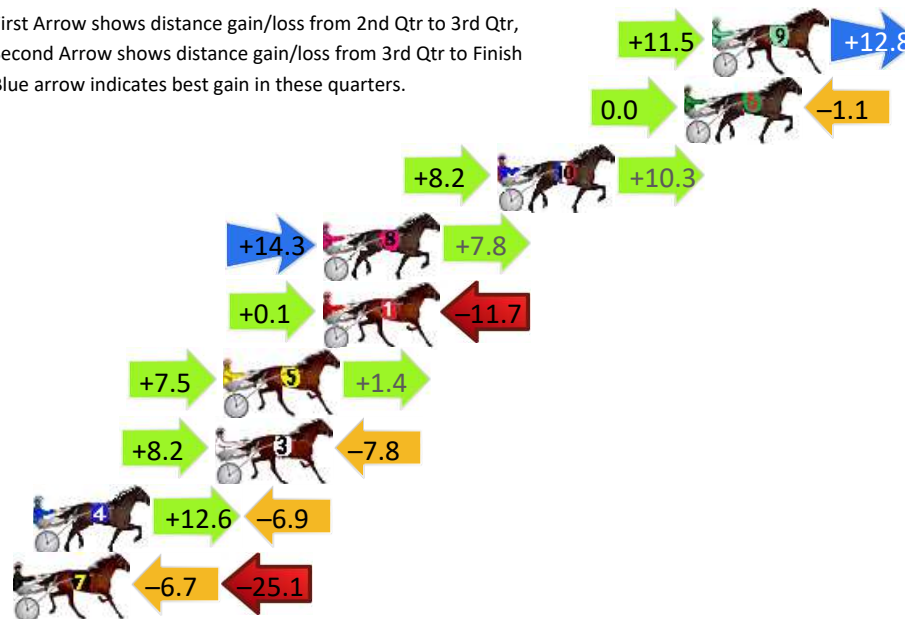 irst Arrow shows distance gain/loss from 2nd Qtr to 3rd Qtr,
econd Arrow shows distance gain/loss from 3rd Qtr to Finish
Blue arrow indicates best gain in these quarters.
+11.5 9 +12.8
0.0 –1.1
+8.2 10 +10.3
+14.3 8 +7.8
+0.1 1 –11.7
+7.5 5 +1.4
+8.2 3 –7.8
4 +12.6 –6.9
7 –6.7 –25.1